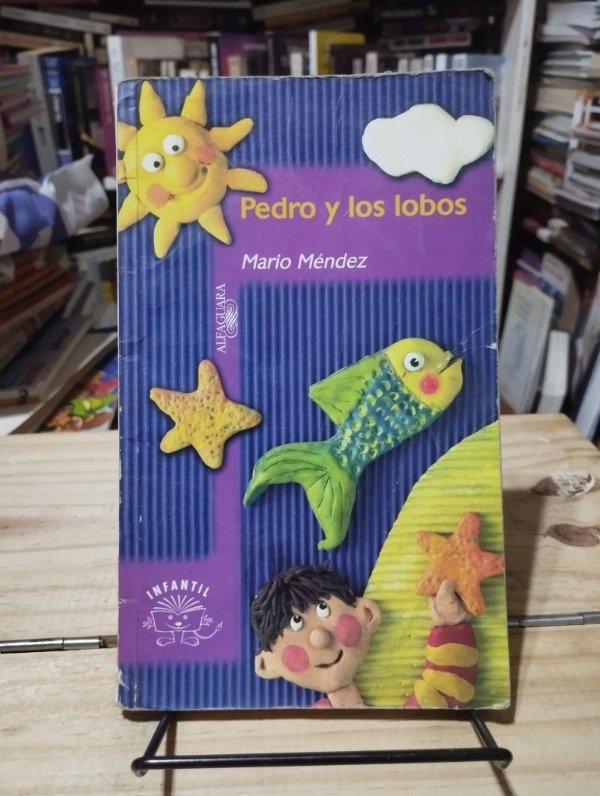 Pedro y los lobos
Mario Méndez
ALFAGUARA
INFANTIL